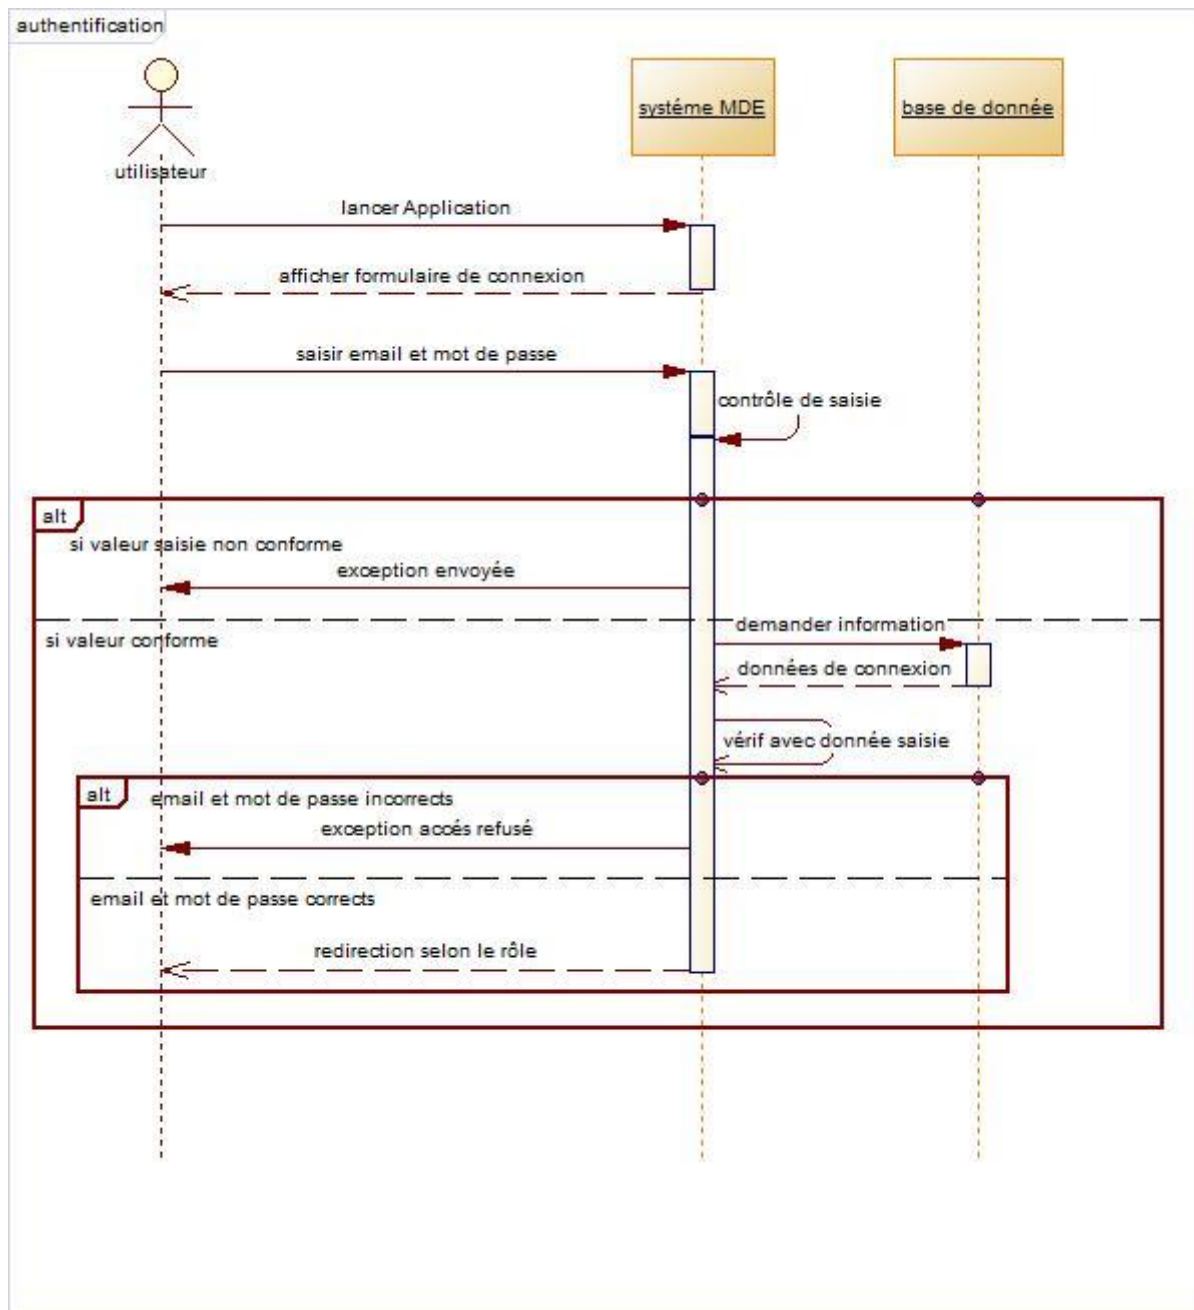 authentification
systéme MDE
base de donnée
utilisateur
lancer Application
afficher formulaire de connexion
saisir email et mot de passe
contrôle de saisie
alt
si valeur saisie non conforme
exception envoyée
si valeur conforme
demander information
données de connexion
vérif avec donnée saisie
alt
email et mot de passe incorrects
exception accés refusé
email et mot de passe corrects
redirection selon le rôle